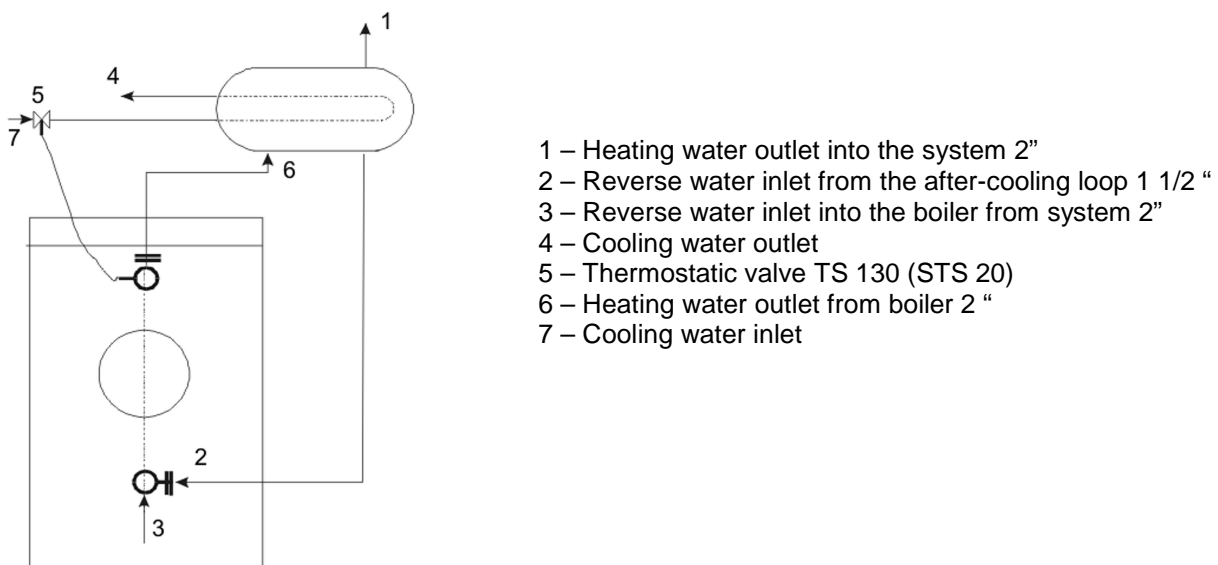 1
4
5
7
6
2
3
1 – Heating water outlet into the system 2”
2 – Reverse water inlet from the after-cooling loop 1 1/2 “
3 – Reverse water inlet into the boiler from system 2”
4 – Cooling water outlet
5 – Thermostatic valve TS 130 (STS 20)
6 – Heating water outlet from boiler 2 “
7 – Cooling water inlet